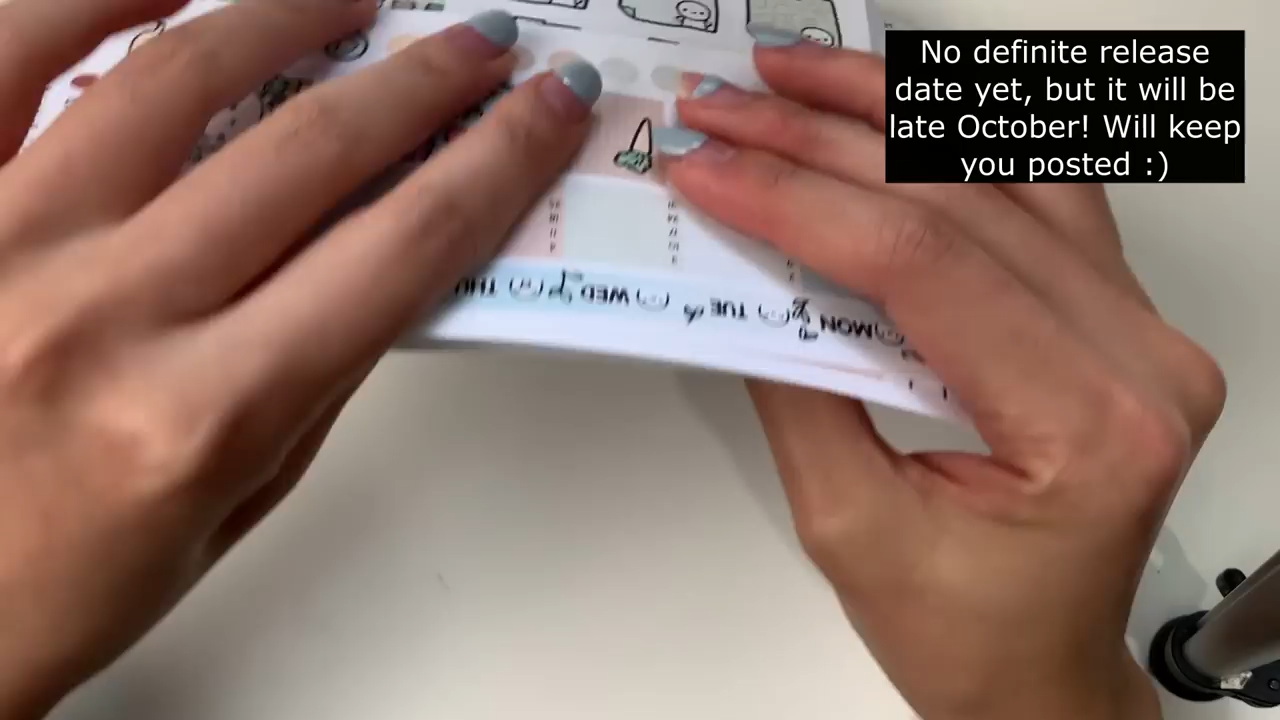 No definite release
date yet, but it will be
late October! Will keep
you posted :)
MON
TUE
WED
THU